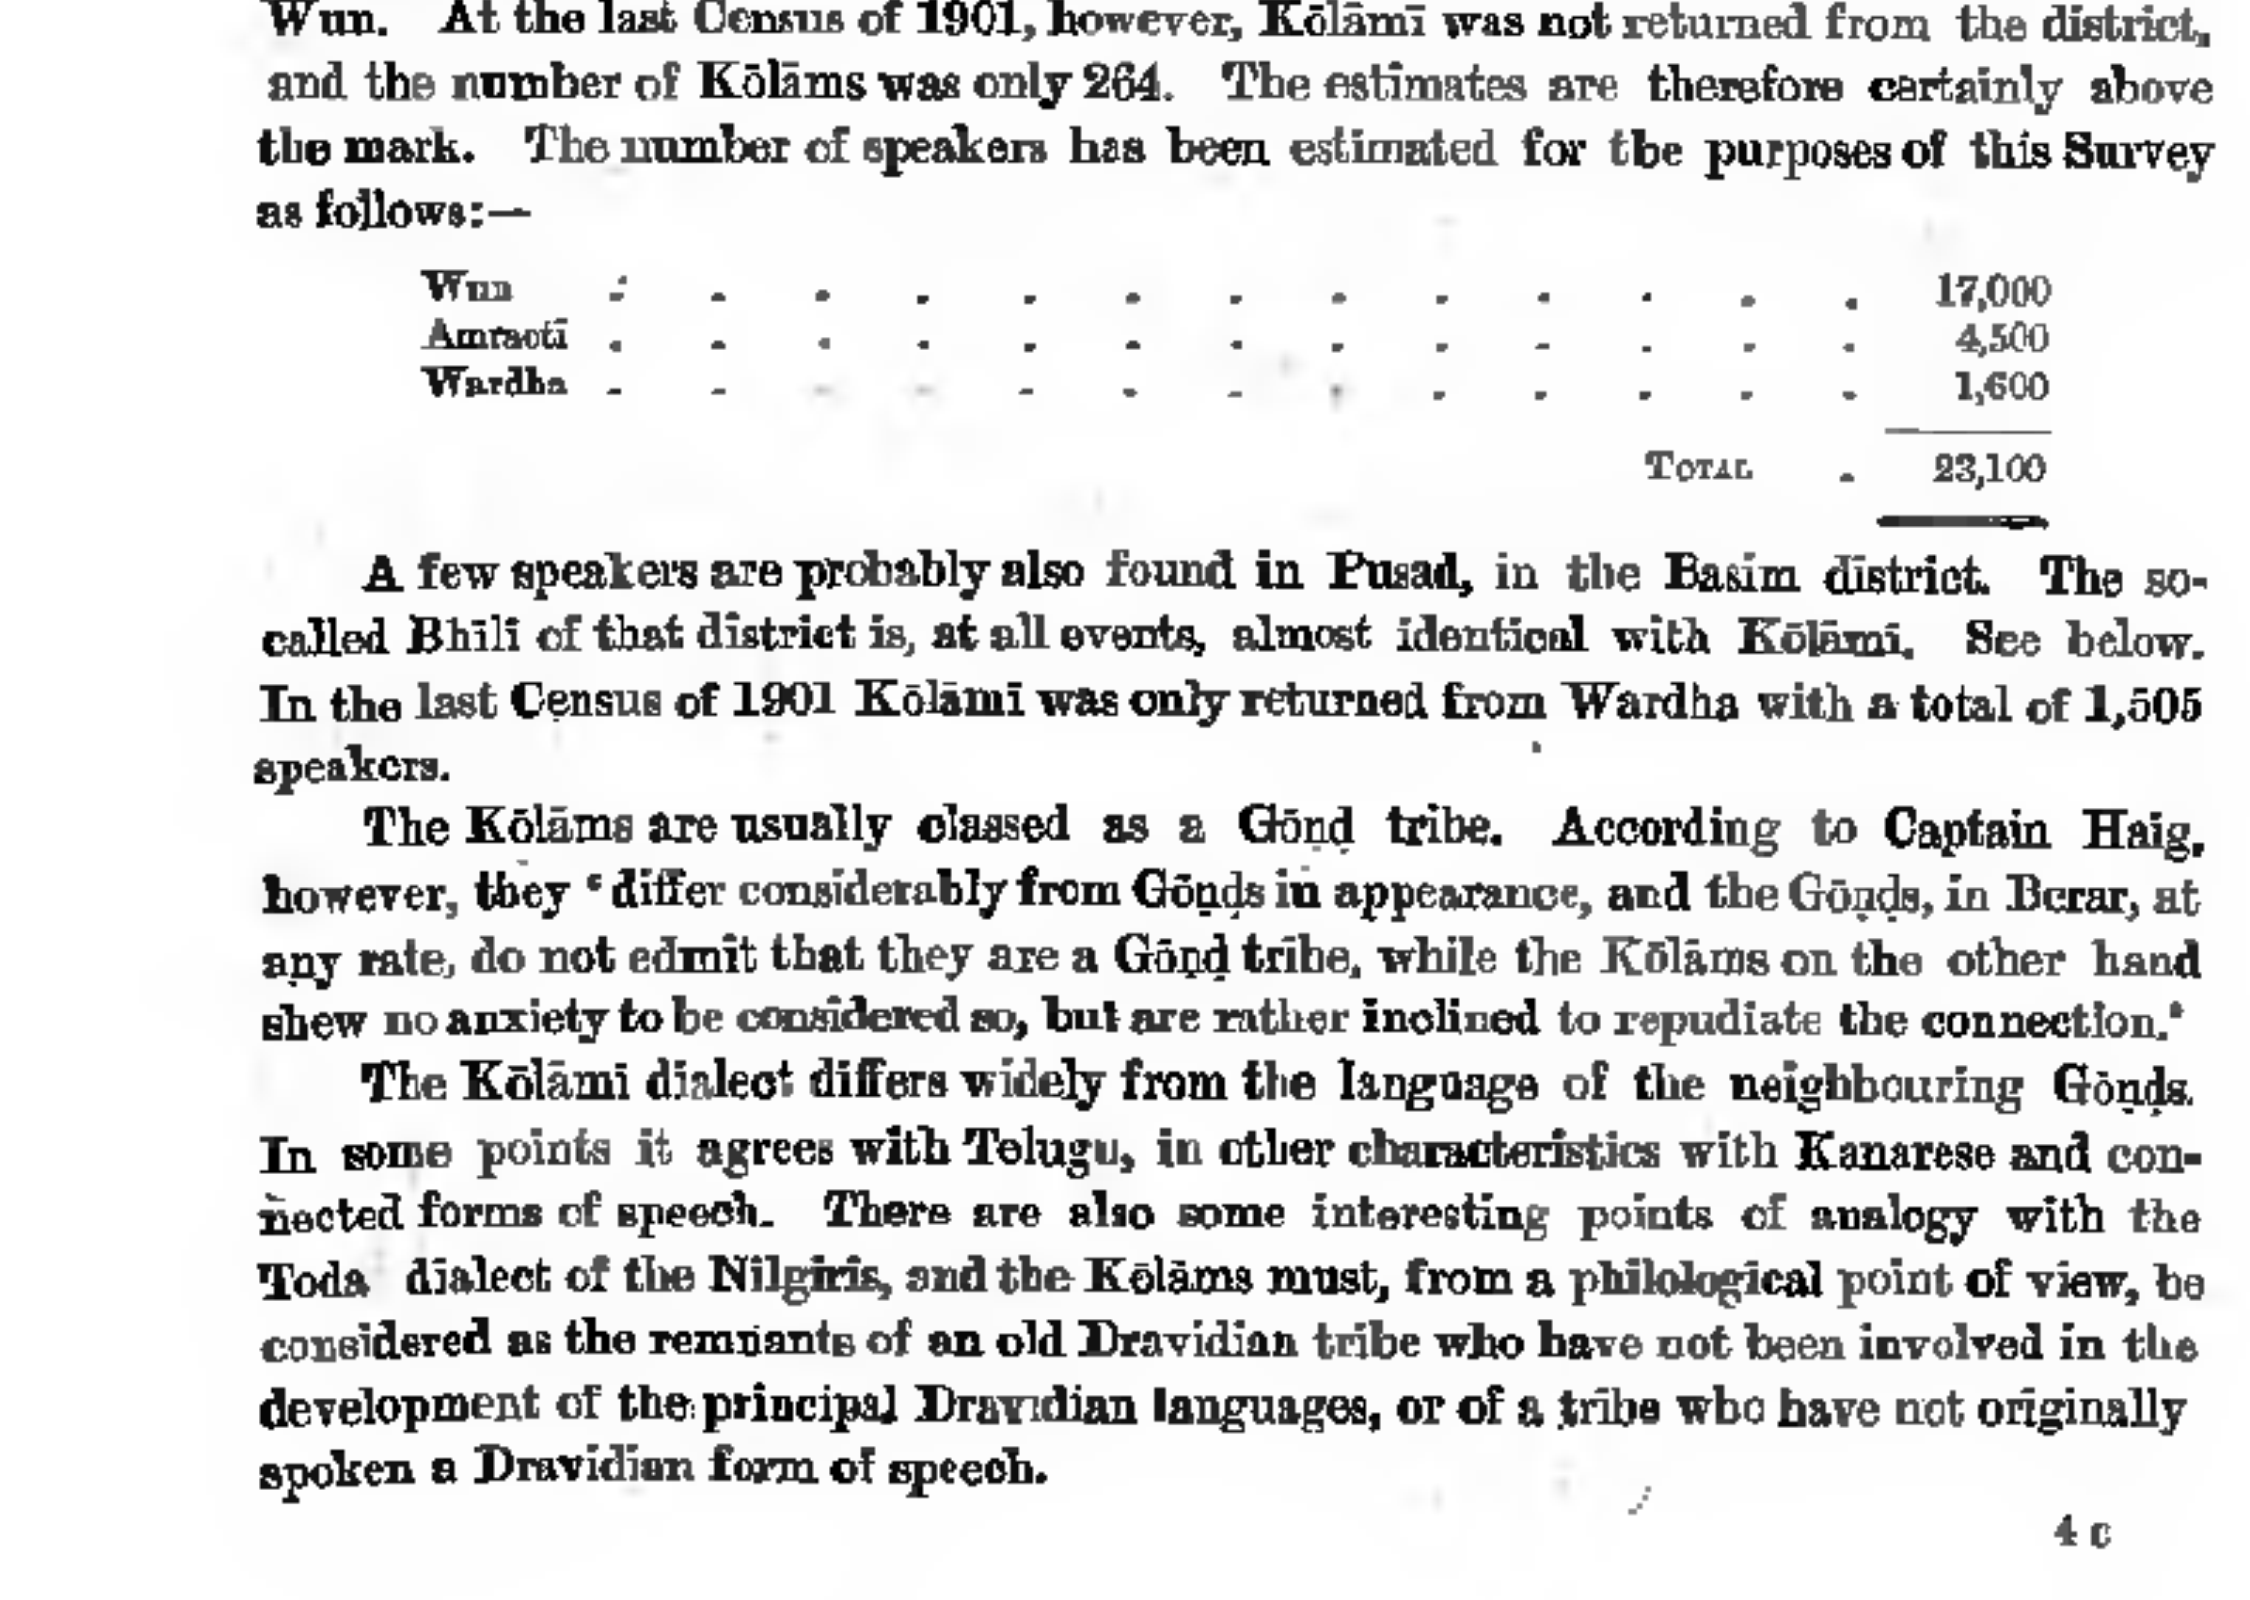 Wun. At the last Census of 1901, however, Kōlāmī was not returned from the district,
and the number of Kōlāms was only 264. The estimates are therefore certainly above
the mark. The number of speakers has been estimated for the purposes of this Survey
as follows:—
Wun . . . . . . . . . . . . . 17,000
Amraotī . . . . . . . . . . . . . 4,500
Wardha . . . . . . . . . . . . . 1,600
TOTAL . 23,100
A few speakers are probably also found in Pusad, in the Basim district. The so-
called Bhīlī of that district is, at all events, almost identical with Kōlāmī. See below.
In the last Census of 1901 Kōlāmī was only returned from Wardha with a total of 1,505
speakers.
The Kōlāms are usually classed as a Gōṇḍ tribe. According to Captain Haig,
however, they ‘differ considerably from Gōṇḍs in appearance, and the Gōṇḍs, in Berar, at
any rate, do not admit that they are a Gōṇḍ tribe, while the Kōlāms on the other hand
shew no anxiety to be considered so, but are rather inclined to repudiate the connection.’
The Kōlāmī dialect differs widely from the language of the neighbouring Gōṇḍs.
In some points it agrees with Telugu, in other characteristics with Kanarese and con-
nected forms of speech. There are also some interesting points of analogy with the
Toda dialect of the Nilgiris, and the Kōlāms must, from a philological point of view, be
considered as the remnants of an old Dravidian tribe who have not been involved in the
development of the principal Dravidian languages, or of a tribe who have not originally
spoken a Dravidian form of speech.
4 C